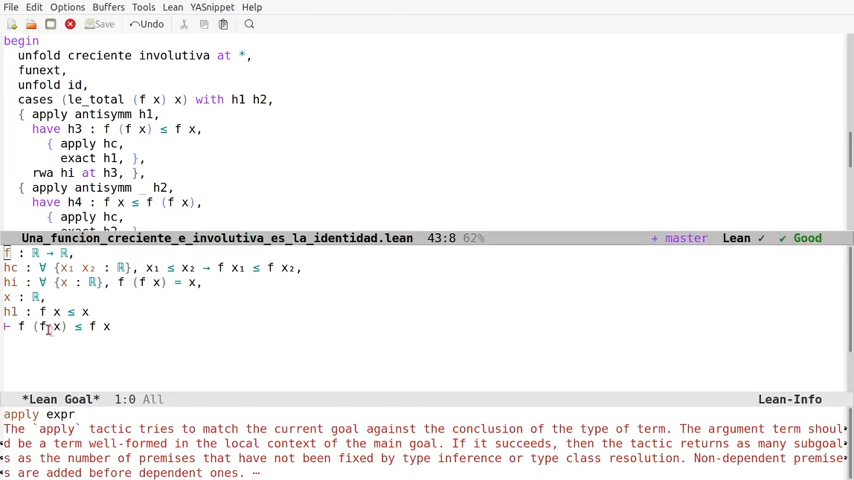 File Edit Options Buffers Tools Lean YASnippet Help
Save Undo
begin
unfold creciente involutiva at *,
funext,
unfold id,
cases (le_total (f x) x) with h1 h2,
{ apply antisymm h1,
have h3 : f (f x) ≤ f x,
{ apply hc,
exact h1, },
rwa hi at h3, },
{ apply antisymm _ h2,
have h4 : f x ≤ f (f x),
{ apply hc,
exact h2, },
Una_funcion_creciente_e_involutiva_es_la_identidad.lean 43:8 62% + master Lean ✓ ✔ Good
f : ℝ → ℝ,
hc : ∀ {x₁ x₂ : ℝ}, x₁ ≤ x₂ → f x₁ ≤ f x₂,
hi : ∀ {x : ℝ}, f (f x) = x,
x : ℝ,
h1 : f x ≤ x
⊢ f (f x) ≤ f x
*Lean Goal* 1:0 All Lean-Info
apply expr
The `apply` tactic tries to match the current goal against the conclusion of the type of term. The argument term shoul
d be a term well-formed in the local context of the main goal. If it succeeds, then the tactic returns as many subgoal
s as the number of premises that have not been fixed by type inference or type class resolution. Non-dependent premise
s are added before dependent ones. ⋯